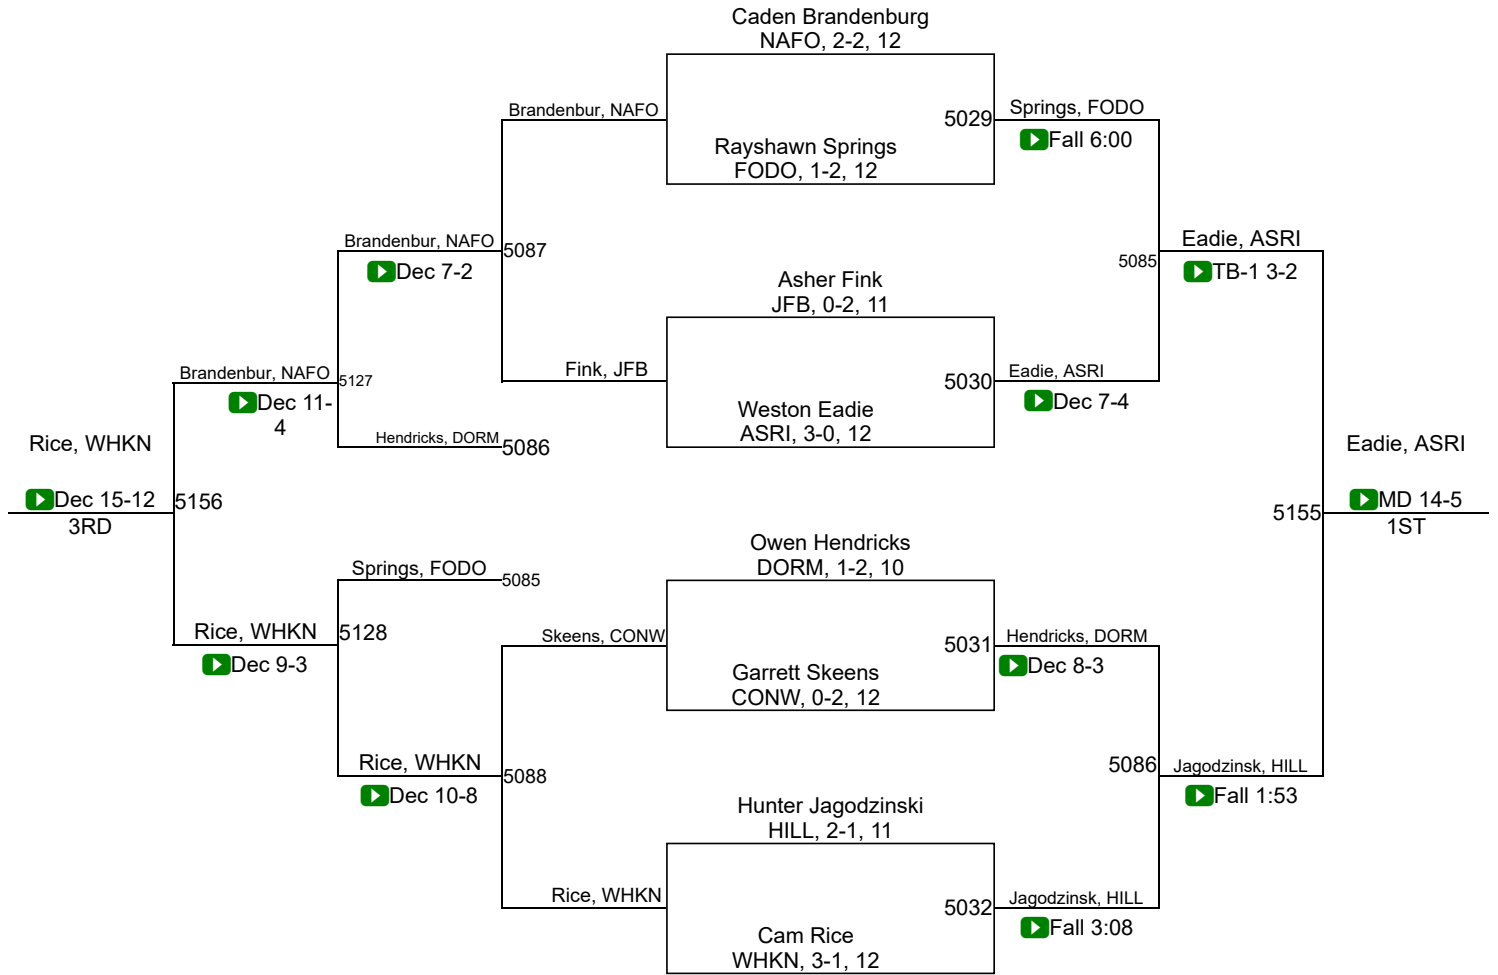 Caden Brandenburg
NAFO, 2-2, 12
Brandenbur, NAFO
5029
Springs, FODO
Fall 6:00
Rayshawn Springs
FODO, 1-2, 12
Brandenbur, NAFO
5087
Dec 7-2
Eadie, ASRI
5085
TB-1 3-2
Asher Fink
JFB, 0-2, 11
Fink, JFB
5030
Eadie, ASRI
Dec 7-4
Brandenbur, NAFO
5127
Dec 11-
4
Weston Eadie
ASRI, 3-0, 12
Hendricks, DORM
5086
Rice, WHKN
Dec 15-12
3RD
5156
Eadie, ASRI
5155
MD 14-5
1ST
Owen Hendricks
DORM, 1-2, 10
Springs, FODO
5085
Rice, WHKN
5128
Dec 9-3
Skeens, CONW
5031
Hendricks, DORM
Dec 8-3
Garrett Skeens
CONW, 0-2, 12
Rice, WHKN
5088
Dec 10-8
5086
Jagodzinsk, HILL
Fall 1:53
Hunter Jagodzinski
HILL, 2-1, 11
Rice, WHKN
5032
Jagodzinsk, HILL
Fall 3:08
Cam Rice
WHKN, 3-1, 12